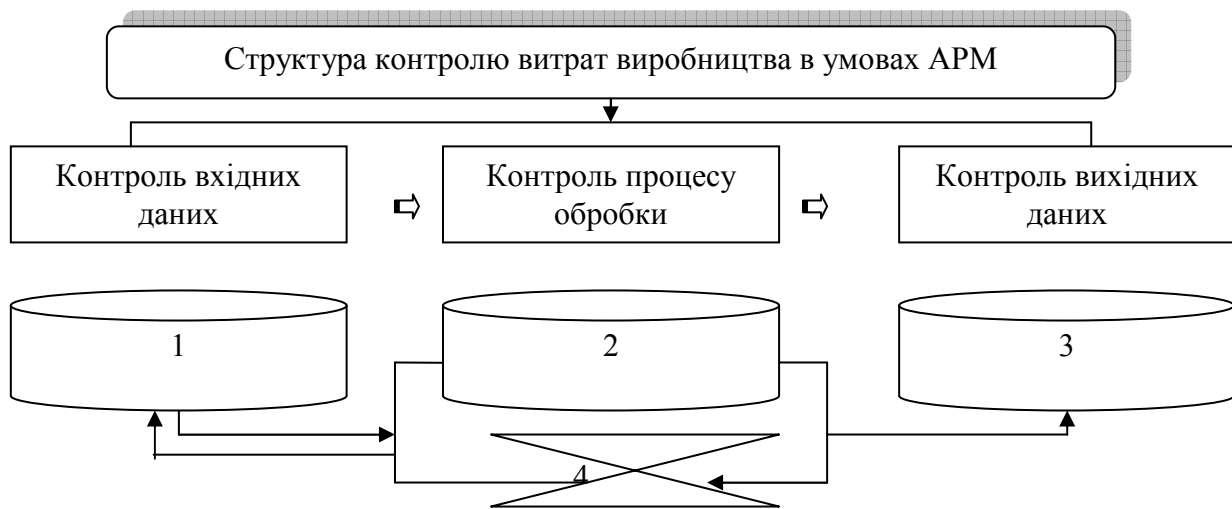 Структура контролю витрат виробництва в умовах АРМ
Контроль вхідних
даних
Контроль процесу
обробки
Контроль вихідних
даних
1
2
3
4